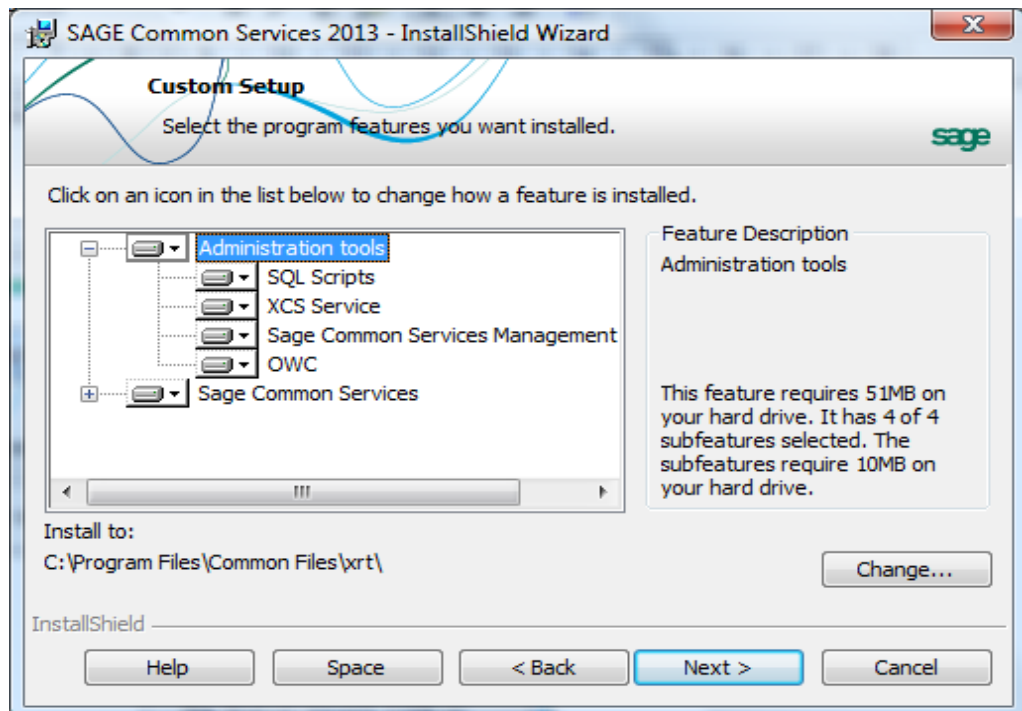 SAGE Common Services 2013 - InstallShield Wizard
Custom Setup
Select the program features you want installed.
sage
Click on an icon in the list below to change how a feature is installed.
Administration tools
SQL Scripts
XCS Service
Sage Common Services Management
OWC
Sage Common Services
Feature Description
Administration tools
This feature requires 51MB on
your hard drive. It has 4 of 4
subfeatures selected. The
subfeatures require 10MB on
your hard drive.
Install to:
C:\Program Files\Common Files\xrt\
Change...
InstallShield
Help
Space
< Back
Next >
Cancel